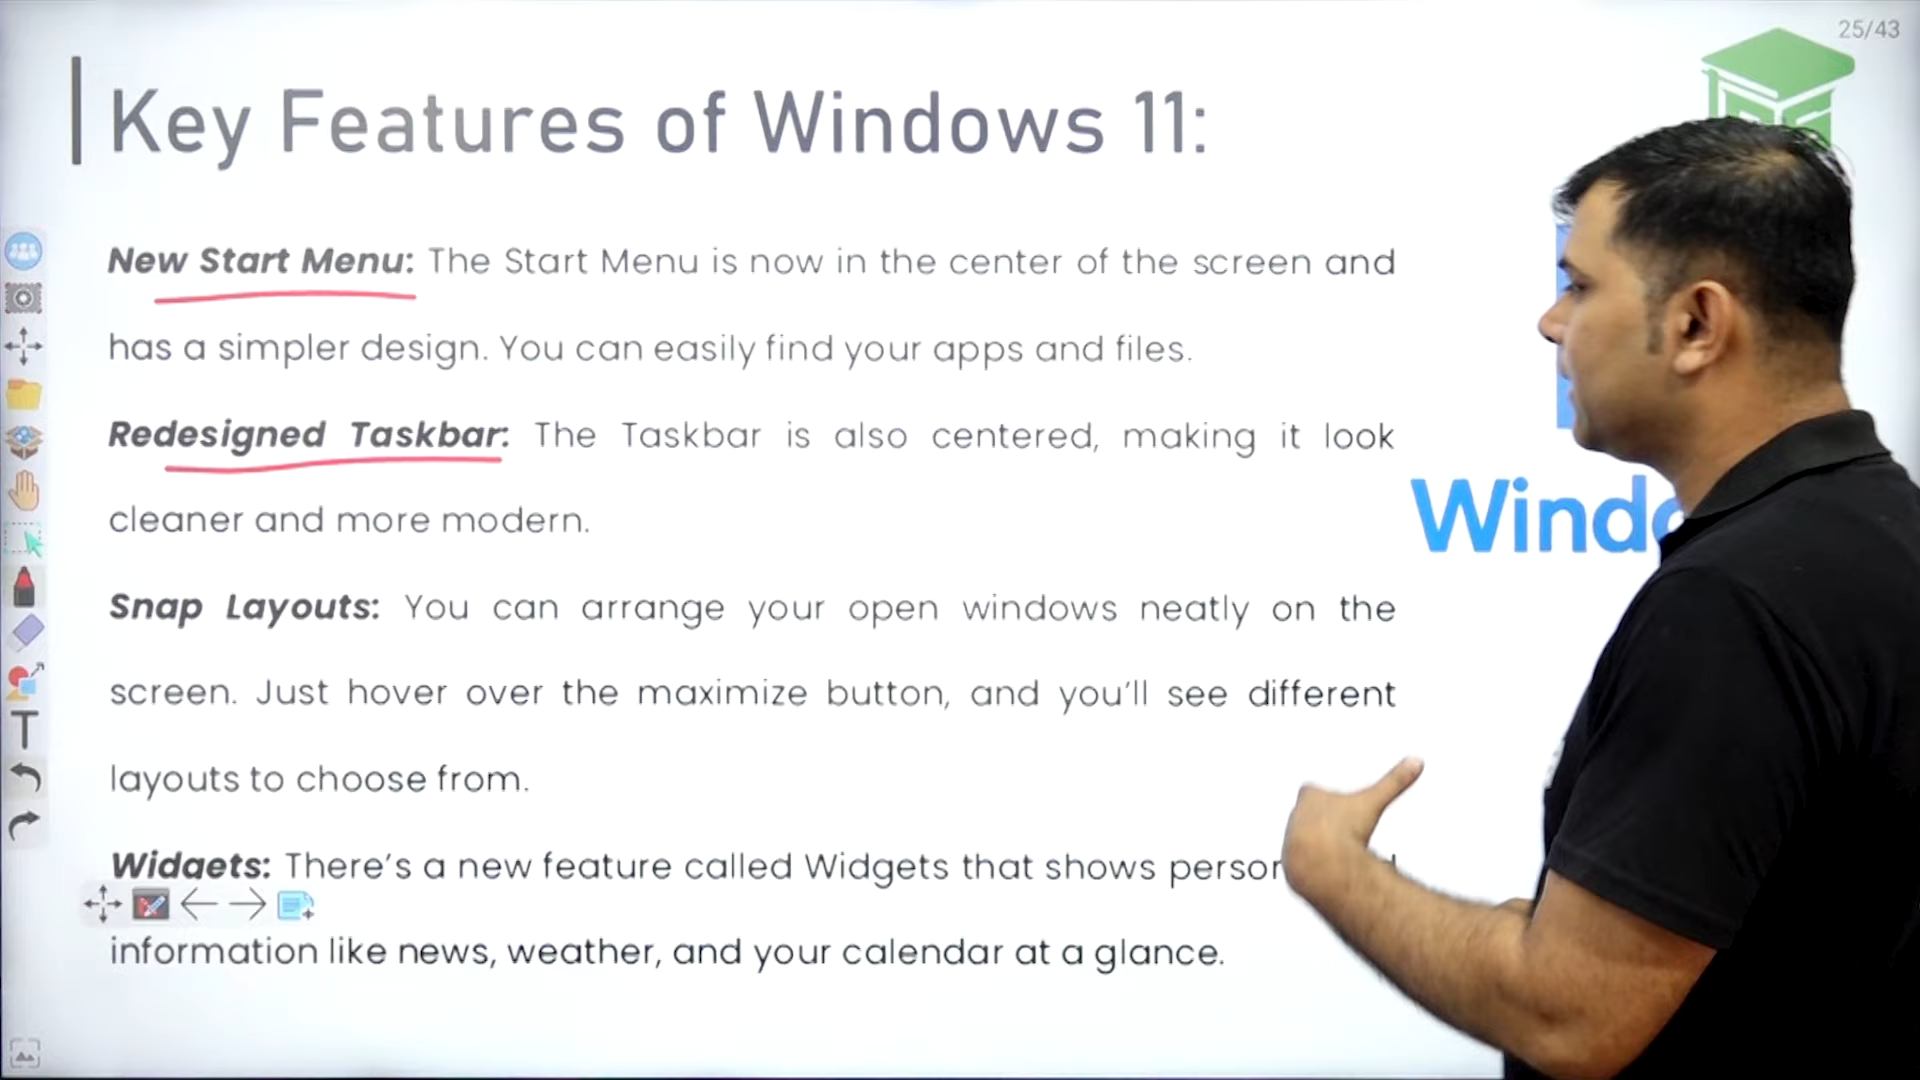 25/43
Key Features of Windows 11:
New Start Menu: The Start Menu is now in the center of the screen and
has a simpler design. You can easily find your apps and files.
Redesigned Taskbar: The Taskbar is also centered, making it look
cleaner and more modern.
Snap Layouts: You can arrange your open windows neatly on the
screen. Just hover over the maximize button, and you'll see different
layouts to choose from.
Widgets: There's a new feature called Widgets that shows
information like news, weather, and your calendar at a glance.